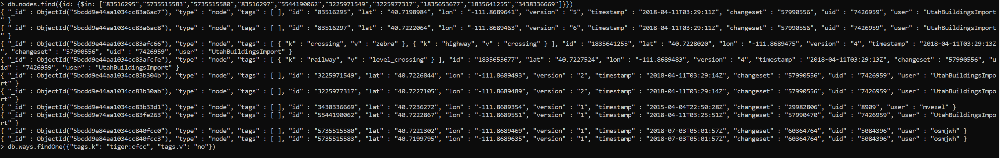 > db.nodes.find({id: {$in: ["83516295","5735515583","5735515580","83516297","5544190062","3225971549","3225977317","1835653677","1835641255","3438336669"]}})
{ "_id" : ObjectId("5bcdd9e44aa1034cc83a6ac7"), "type" : "node", "tags" : [ ], "id" : "83516295", "lat" : "40.7198984", "lon" : "-111.8689641", "version" : "5", "timestamp" : "2018-04-11T03:29:11Z", "changeset" : "57990556", "uid" : "7426959", "user" : "UtahBuildingsImport
" }
{ "_id" : ObjectId("5bcdd9e44aa1034cc83a6ac8"), "type" : "node", "tags" : [ ], "id" : "83516297", "lat" : "40.7222064", "lon" : "-111.8689463", "version" : "6", "timestamp" : "2018-04-11T03:29:11Z", "changeset" : "57990556", "uid" : "7426959", "user" : "UtahBuildingsImport
" }
{ "_id" : ObjectId("5bcdd9e44aa1034cc83afc66"), "type" : "node", "tags" : [ { "k" : "crossing", "v" : "zebra" }, { "k" : "highway", "v" : "crossing" } ], "id" : "1835641255", "lat" : "40.7228020", "lon" : "-111.8689475", "version" : "4", "timestamp" : "2018-04-11T03:29:13Z
", "changeset" : "57990556", "uid" : "7426959", "user" : "UtahBuildingsImport" }
{ "_id" : ObjectId("5bcdd9e44aa1034cc83afcfe"), "type" : "node", "tags" : [ { "k" : "railway", "v" : "level_crossing" } ], "id" : "1835653677", "lat" : "40.7227524", "lon" : "-111.8689483", "version" : "4", "timestamp" : "2018-04-11T03:29:13Z", "changeset" : "57990556", "u
id" : "7426959", "user" : "UtahBuildingsImport" }
{ "_id" : ObjectId("5bcdd9e44aa1034cc83b304b"), "type" : "node", "tags" : [ ], "id" : "3225971549", "lat" : "40.7226844", "lon" : "-111.8689493", "version" : "2", "timestamp" : "2018-04-11T03:29:14Z", "changeset" : "57990556", "uid" : "7426959", "user" : "UtahBuildingsImpo
rt" }
{ "_id" : ObjectId("5bcdd9e44aa1034cc83b30ab"), "type" : "node", "tags" : [ ], "id" : "3225977317", "lat" : "40.7227105", "lon" : "-111.8689489", "version" : "2", "timestamp" : "2018-04-11T03:29:14Z", "changeset" : "57990556", "uid" : "7426959", "user" : "UtahBuildingsImpo
rt" }
{ "_id" : ObjectId("5bcdd9e44aa1034cc83b33d1"), "type" : "node", "tags" : [ ], "id" : "3438336669", "lat" : "40.7236272", "lon" : "-111.8689354", "version" : "1", "timestamp" : "2015-04-04T22:50:28Z", "changeset" : "29982806", "uid" : "8909", "user" : "mvexel" }
{ "_id" : ObjectId("5bcdd9e74aa1034cc83fe263"), "type" : "node", "tags" : [ ], "id" : "5544190062", "lat" : "40.7222867", "lon" : "-111.8689551", "version" : "1", "timestamp" : "2018-04-11T03:25:51Z", "changeset" : "57990470", "uid" : "7426959", "user" : "UtahBuildingsImpo
rt" }
{ "_id" : ObjectId("5bcdd9e84aa1034cc840fcc0"), "type" : "node", "tags" : [ ], "id" : "5735515580", "lat" : "40.7221302", "lon" : "-111.8689469", "version" : "1", "timestamp" : "2018-07-03T05:01:57Z", "changeset" : "60364764", "uid" : "5084396", "user" : "osmjwh" }
{ "_id" : ObjectId("5bcdd9e84aa1034cc840fcc3"), "type" : "node", "tags" : [ ], "id" : "5735515583", "lat" : "40.7199795", "lon" : "-111.8689635", "version" : "1", "timestamp" : "2018-07-03T05:01:57Z", "changeset" : "60364764", "uid" : "5084396", "user" : "osmjwh" }
> db.ways.findOne({"tags.k": "tiger:cfcc", "tags.v": "no"})